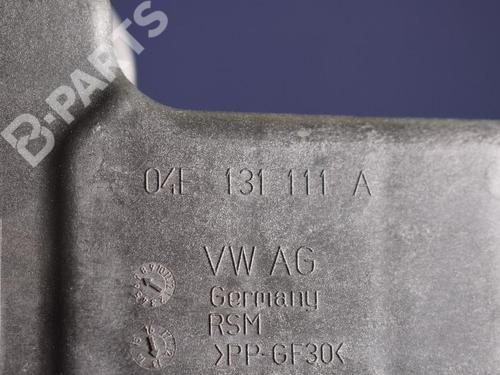 B-PARTS
04E 131 111 A
VW AG
Germany
RSM
>PP-GF30<